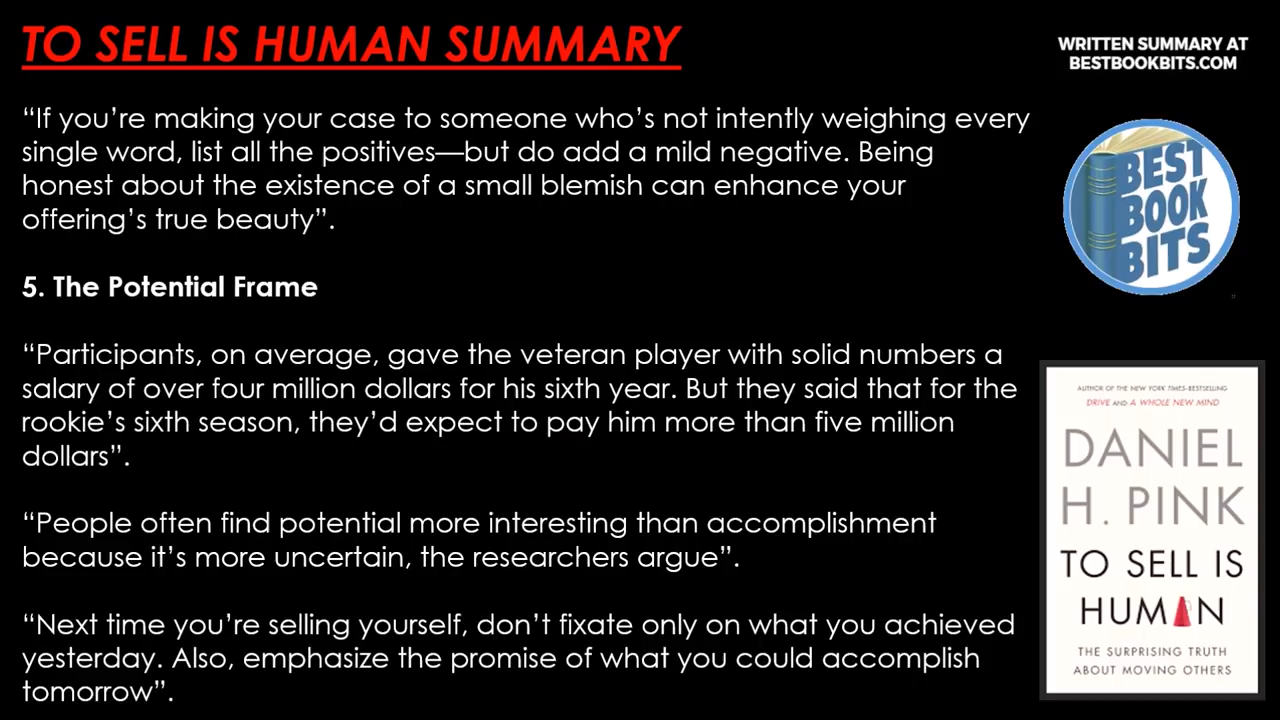 TO SELL IS HUMAN SUMMARY
WRITTEN SUMMARY AT
BESTBOOKBITS.COM
“If you’re making your case to someone who’s not intently weighing every
single word, list all the positives—but do add a mild negative. Being
honest about the existence of a small blemish can enhance your
offering’s true beauty”.
5. The Potential Frame
“Participants, on average, gave the veteran player with solid numbers a
salary of over four million dollars for his sixth year. But they said that for the
rookie’s sixth season, they’d expect to pay him more than five million
dollars”.
“People often find potential more interesting than accomplishment
because it’s more uncertain, the researchers argue”.
“Next time you’re selling yourself, don’t fixate only on what you achieved
yesterday. Also, emphasize the promise of what you could accomplish
tomorrow”.
BEST
BOOK
BITS
AUTHOR OF THE NEW YORK TIMES-BESTSELLING
DRIVE AND A WHOLE NEW MIND
DANIEL
H. PINK
TO SELL IS
HUMAN
THE SURPRISING TRUTH
ABOUT MOVING OTHERS